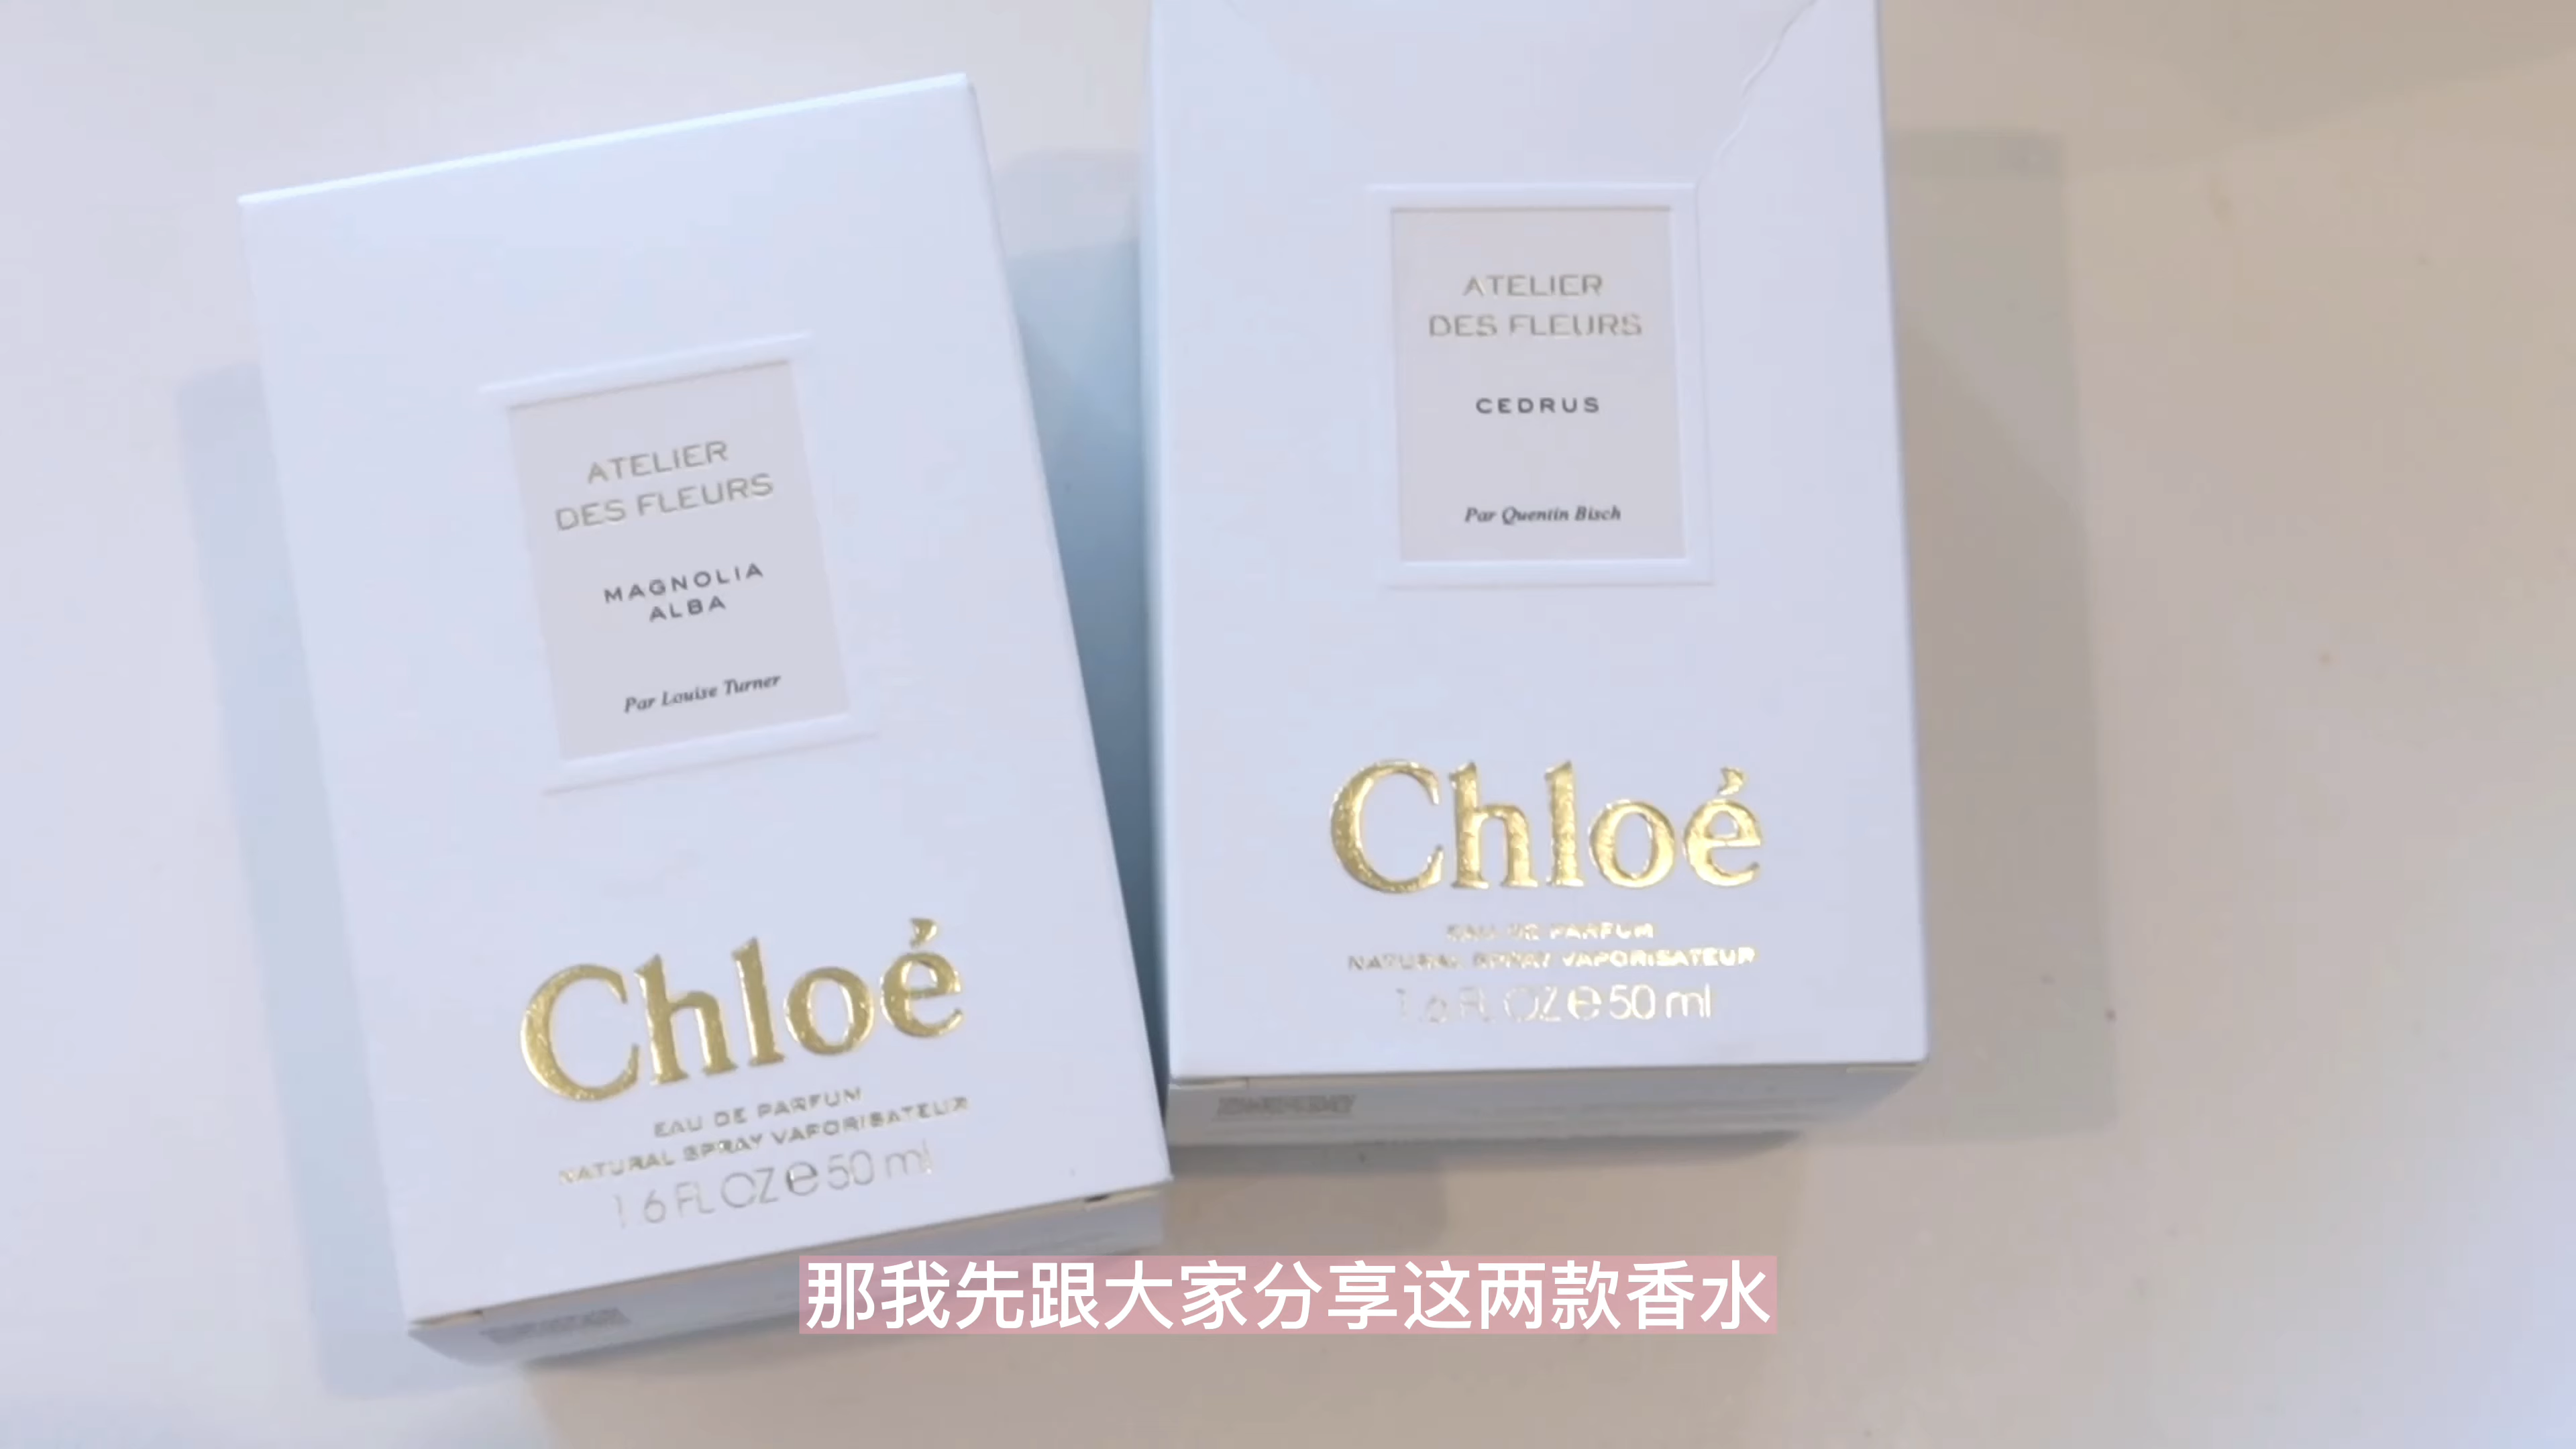 ATELIER
DES FLEURS
MAGNOLIA
ALBA
Par Louise Turner
Chloé
EAU DE PARFUM
NATURAL SPRAY VAPORISATEUR
1.6 FL OZ e 50 ml
ATELIER
DES FLEURS
CEDRUS
Par Quentin Bisch
Chloé
EAU DE PARFUM
NATURAL SPRAY VAPORISATEUR
1.6 FL OZ e 50 ml
那我先跟大家分享这两款香水